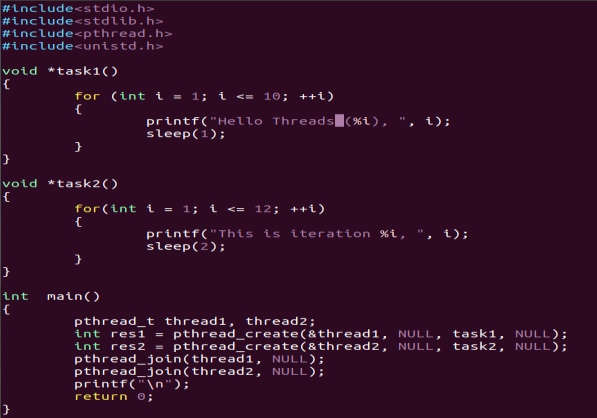 #include<stdio.h>
#include<stdlib.h>
#include<pthread.h>
#include<unistd.h>

void *task1()
{
        for (int i = 1; i <= 10; ++i)
        {
                printf("Hello Threads (%i), ", i);
                sleep(1);
        }
}

void *task2()
{
        for(int i = 1; i <= 12; ++i)
        {
                printf("This is iteration %i, ", i);
                sleep(2);
        }
}

int  main()
{
        pthread_t thread1, thread2;
        int res1 = pthread_create(&thread1, NULL, task1, NULL);
        int res2 = pthread_create(&thread2, NULL, task2, NULL);
        pthread_join(thread1, NULL);
        pthread_join(thread2, NULL);
        printf("\n");
        return 0;
}